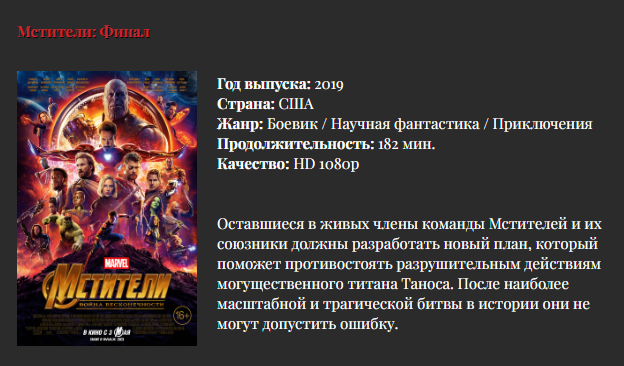 Мстители: Финал
Год выпуска: 2019
Страна: США
Жанр: Боевик / Научная фантастика / Приключения
Продолжительность: 182 мин.
Качество: HD 1080p
Оставшиеся в живых члены команды Мстителей и их
союзники должны разработать новый план, который
поможет противостоять разрушительным действиям
могущественного титана Таноса. После наиболее
масштабной и трагической битвы в истории они не
могут допустить ошибку.
MARVEL
МСТИТЕЛИ
ВОЙНА БЕСКОНЕЧНОСТИ
16+
В КИНО С 3 МАЯ